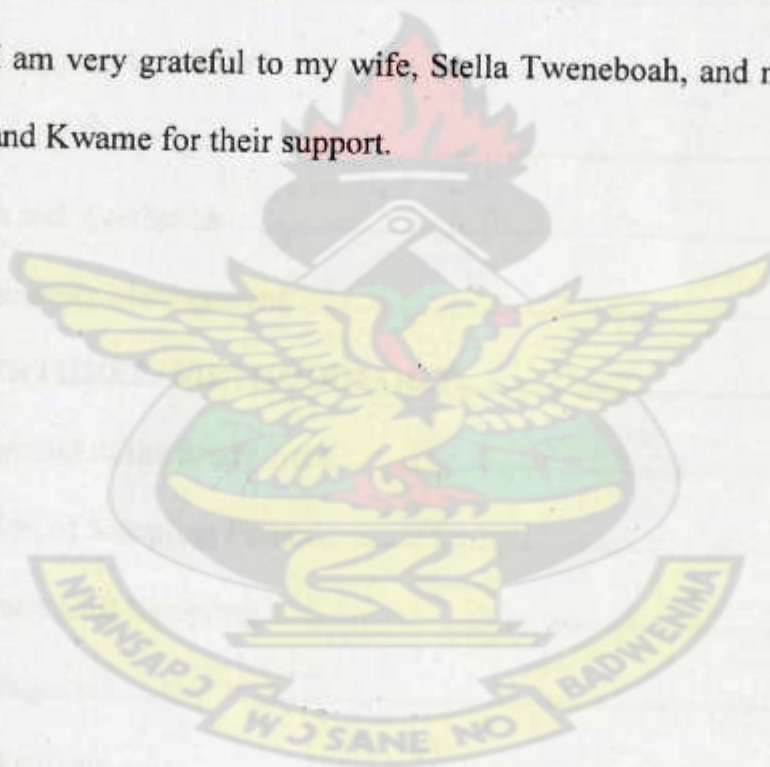 I am very grateful to my wife, Stella Tweneboah, and
and Kwame for their support.
NYANSAPƆ
WƆSANE NO
BADWENMA